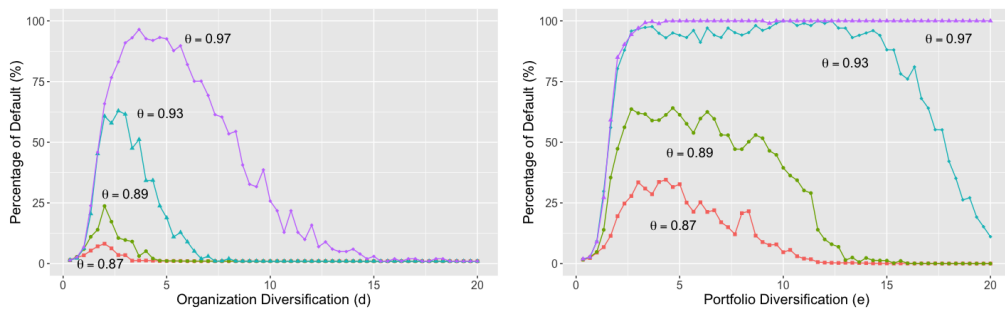 Percentage of Default (%)
100
75
50
25
0
θ = 0.97
θ = 0.93
θ = 0.89
θ = 0.87
0
5
10
15
20
Organization Diversification (d)
Percentage of Default (%)
100
75
50
25
0
θ = 0.97
θ = 0.93
θ = 0.89
θ = 0.87
0
5
10
15
20
Portfolio Diversification (e)